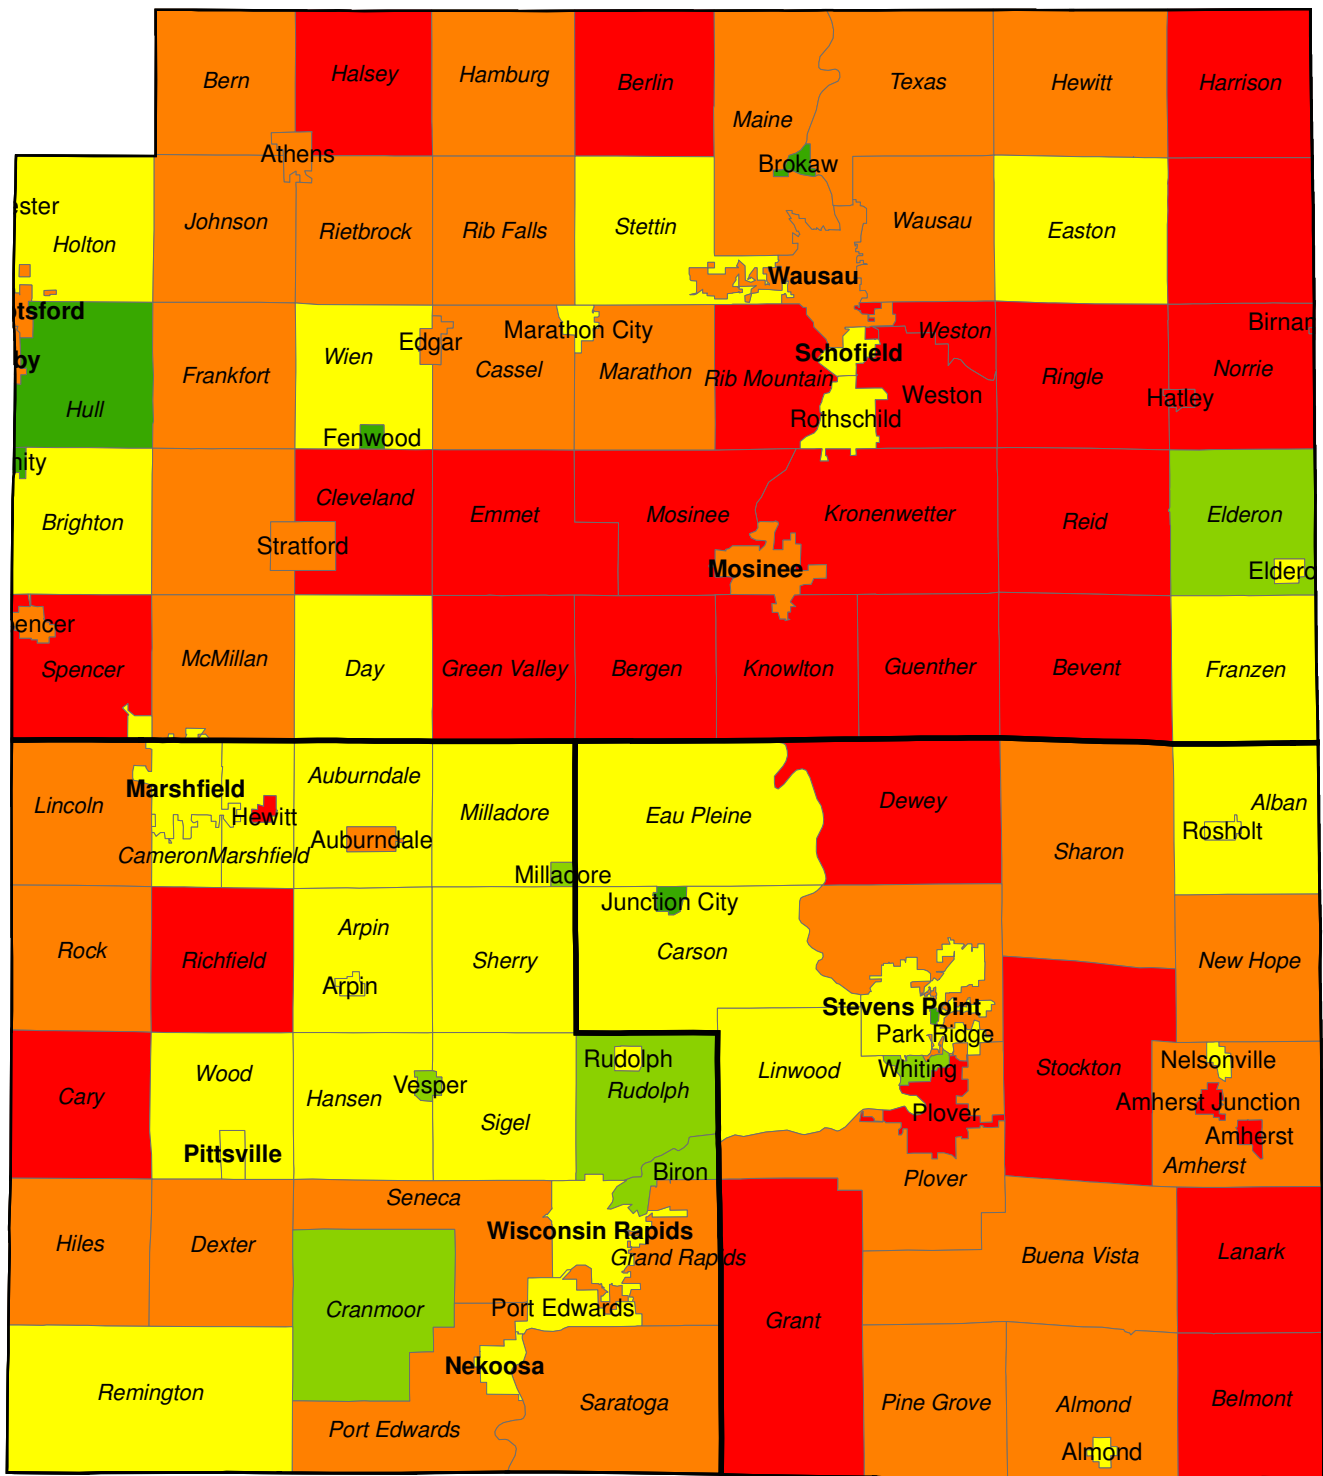 Bern
Halsey
Hamburg
Berlin
Maine
Texas
Hewitt
Harrison
Athens
Brokaw
ester
Holton
Johnson
Rietbrock
Rib Falls
Stettin
Wausau
Easton
Wausau
otsford
by
Hull
Frankfort
Wien
Edgar
Marathon City
Cassel
Marathon
Rib Mountain
Schofield
Weston
Weston
Rothschild
Ringle
Birnam
Norrie
Hatley
Fenwood
nity
Brighton
Cleveland
Stratford
Emmet
Mosinee
Mosinee
Kronenwetter
Reid
Elderon
Eldero
encer
Spencer
McMillan
Day
Green Valley
Bergen
Knowlton
Guenther
Bevent
Franzen
Lincoln
Marshfield
Hewitt
Cameron
Marshfield
Auburndale
Auburndale
Milladore
Milladore
Eau Pleine
Dewey
Sharon
Alban
Rosholt
Junction City
Carson
Rock
Richfield
Arpin
Arpin
Sherry
New Hope
Stevens Point
Park Ridge
Whiting
Linwood
Plover
Plover
Stockton
Nelsonville
Amherst Junction
Amherst
Amherst
Cary
Wood
Pittsville
Hansen
Vesper
Sigel
Rudolph
Rudolph
Biron
Seneca
Wisconsin Rapids
Grand Rapids
Hiles
Dexter
Cranmoor
Port Edwards
Nekoosa
Remington
Port Edwards
Saratoga
Grant
Buena Vista
Lanark
Pine Grove
Almond
Almond
Belmont